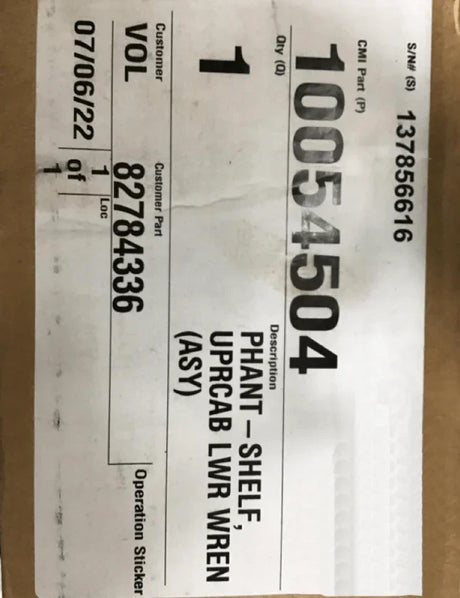 S/N# (S) 137856616
CMI Part (P)
10054504
Qty (Q)
1
Description
PHANT – SHELF,
UPRCAB LWR WREN
(ASY)
Customer
VOL
Customer Part
82784336
Operation Sticker
07/06/22
1 of 1
Loc